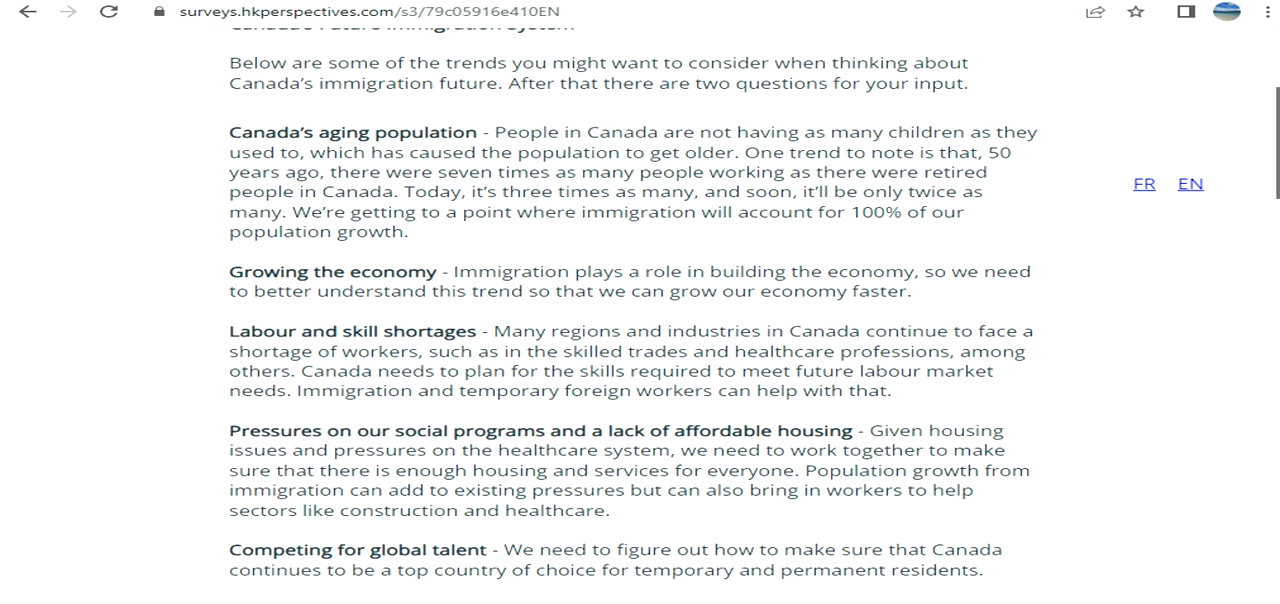 surveys.hkperspectives.com/s3/79c05916e410EN
Canada's Future Immigration System
Below are some of the trends you might want to consider when thinking about
Canada's immigration future. After that there are two questions for your input.
Canada's aging population - People in Canada are not having as many children as they
used to, which has caused the population to get older. One trend to note is that, 50
years ago, there were seven times as many people working as there were retired
people in Canada. Today, it's three times as many, and soon, it'll be only twice as
many. We're getting to a point where immigration will account for 100% of our
population growth.
FR EN
Growing the economy - Immigration plays a role in building the economy, so we need
to better understand this trend so that we can grow our economy faster.
Labour and skill shortages - Many regions and industries in Canada continue to face a
shortage of workers, such as in the skilled trades and healthcare professions, among
others. Canada needs to plan for the skills required to meet future labour market
needs. Immigration and temporary foreign workers can help with that.
Pressures on our social programs and a lack of affordable housing - Given housing
issues and pressures on the healthcare system, we need to work together to make
sure that there is enough housing and services for everyone. Population growth from
immigration can add to existing pressures but can also bring in workers to help
sectors like construction and healthcare.
Competing for global talent - We need to figure out how to make sure that Canada
continues to be a top country of choice for temporary and permanent residents.